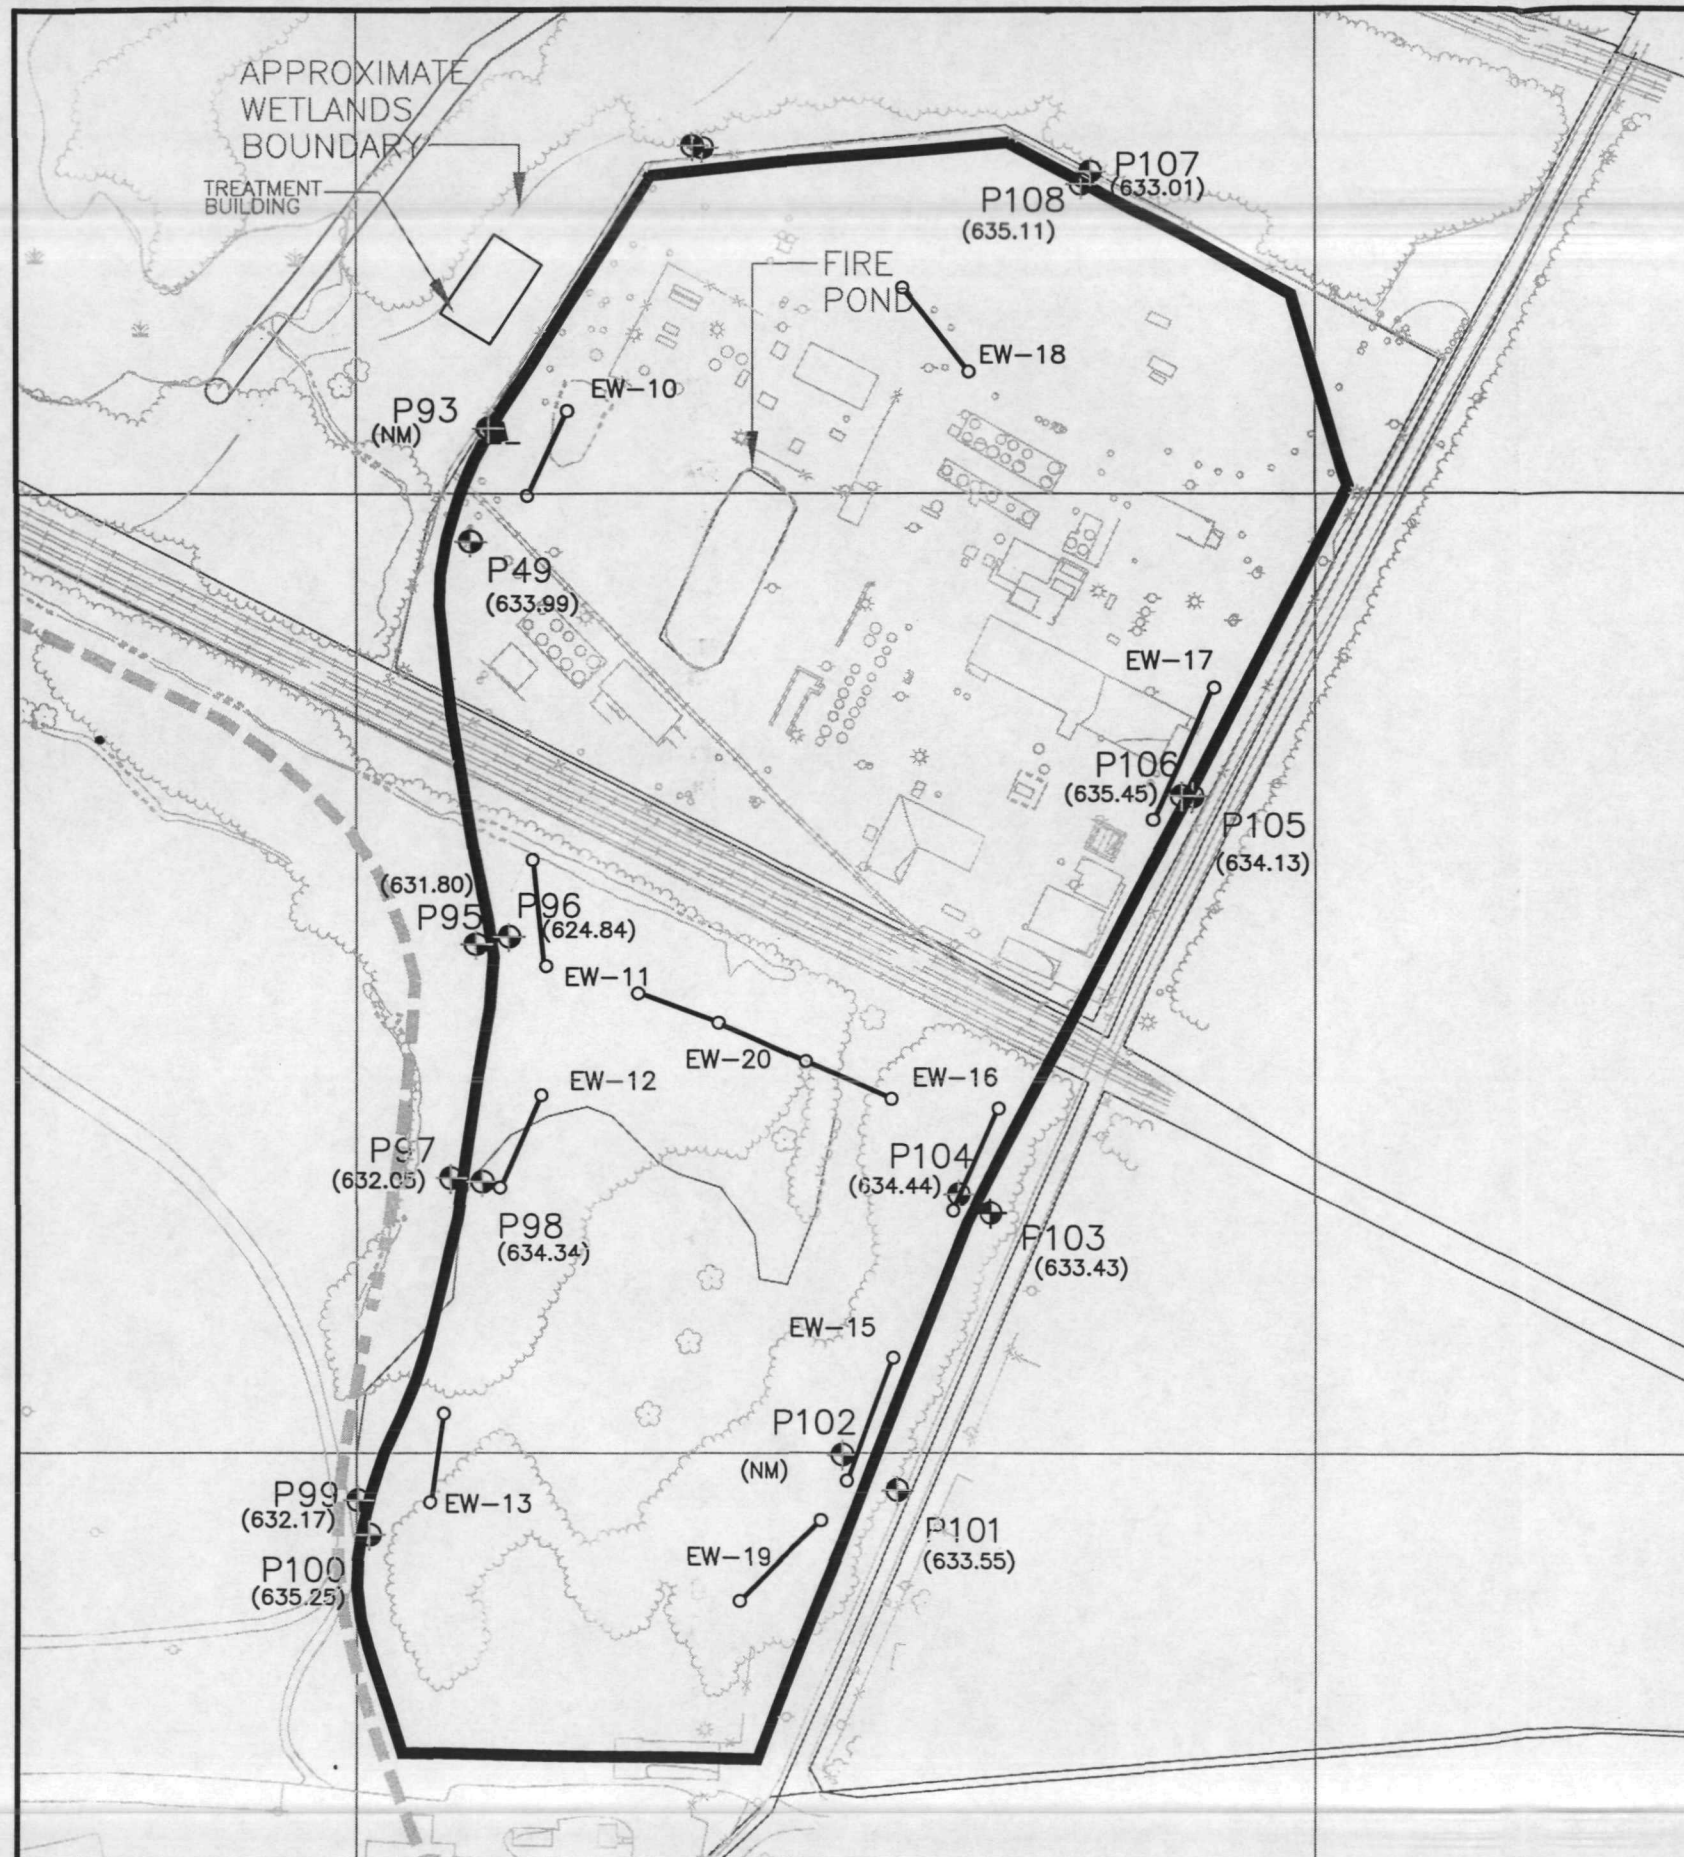 APPROXIMATE
WETLANDS
BOUNDARY
TREATMENT
BUILDING
P107
(633.01)
P108
(635.11)
FIRE
POND
EW-18
EW-10
P93
(NM)
P49
(633.99)
EW-17
P106
(635.45)
P105
(634.13)
(631.80)
P95
P96
(624.84)
EW-11
EW-20
EW-12
EW-16
P97
(632.05)
P104
(634.44)
P98
(634.34)
P103
(633.43)
EW-15
P102
(NM)
P99
(632.17)
EW-13
P101
(633.55)
EW-19
P100
(635.25)